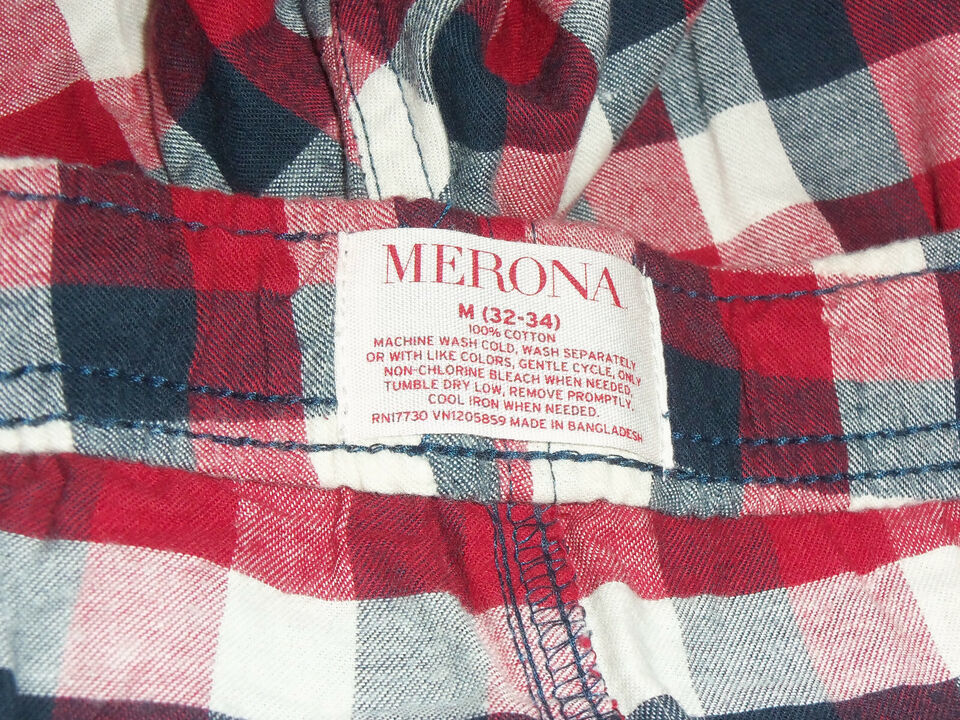 MERONA
M (32-34)
100% COTTON
MACHINE WASH COLD, WASH SEPARATELY
OR WITH LIKE COLORS, GENTLE CYCLE, ONLY
NON-CHLORINE BLEACH WHEN NEEDED,
TUMBLE DRY LOW, REMOVE PROMPTLY,
COOL IRON WHEN NEEDED.
RN17730 VN1205859 MADE IN BANGLADESH